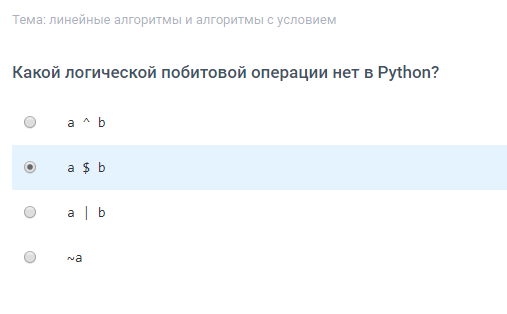 Тема: линейные алгоритмы и алгоритмы с условием
Какой логической побитовой операции нет в Python?
a ^ b
a $ b
a | b
~a